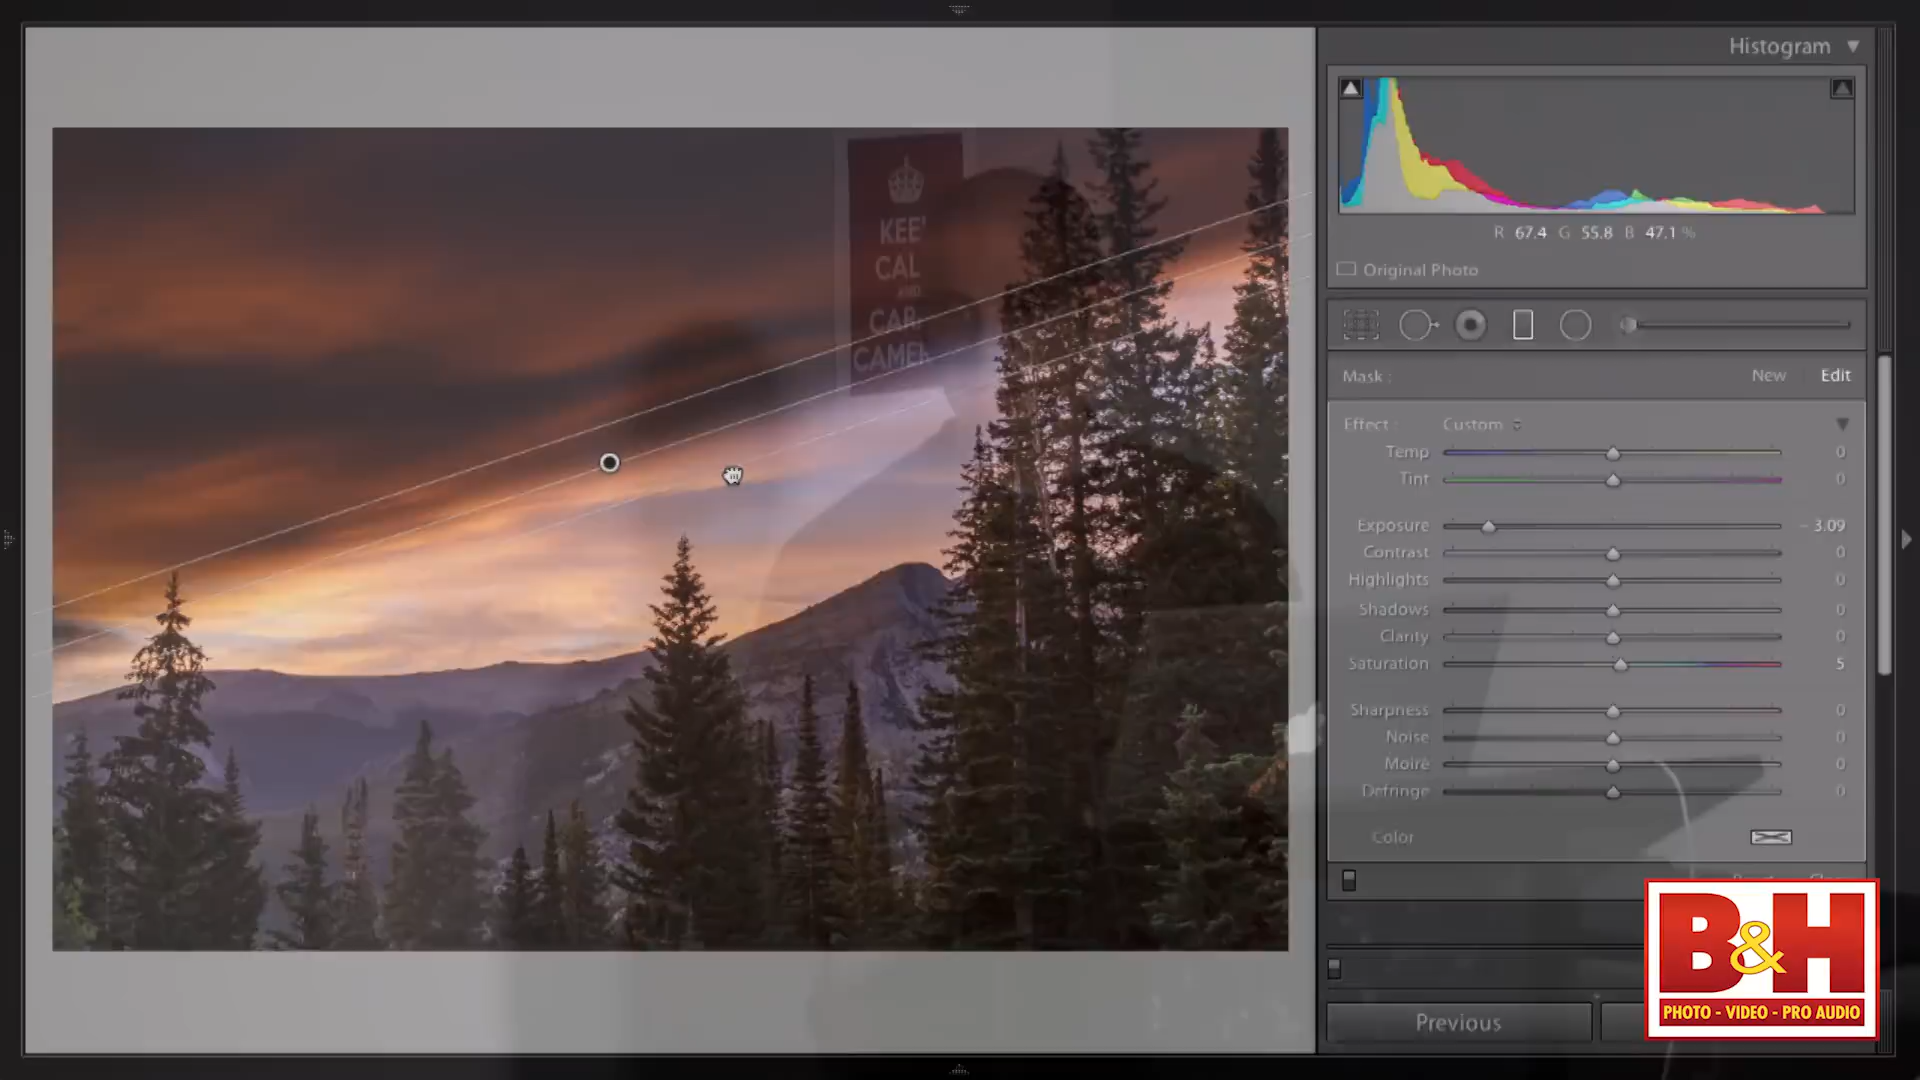 Histogram
R 67.4 G 55.8 B 47.1 %
Original Photo
KEE
CAL
AND
CAR
CAME
Mask :
New
Edit
Effect :
Custom
Temp 0
Tint 0
Exposure - 3.09
Contrast 0
Highlights 0
Shadows 0
Clarity 0
Saturation 5
Sharpness 0
Noise 0
Moiré 0
Defringe 0
Color
Previous
B&H
PHOTO - VIDEO - PRO AUDIO